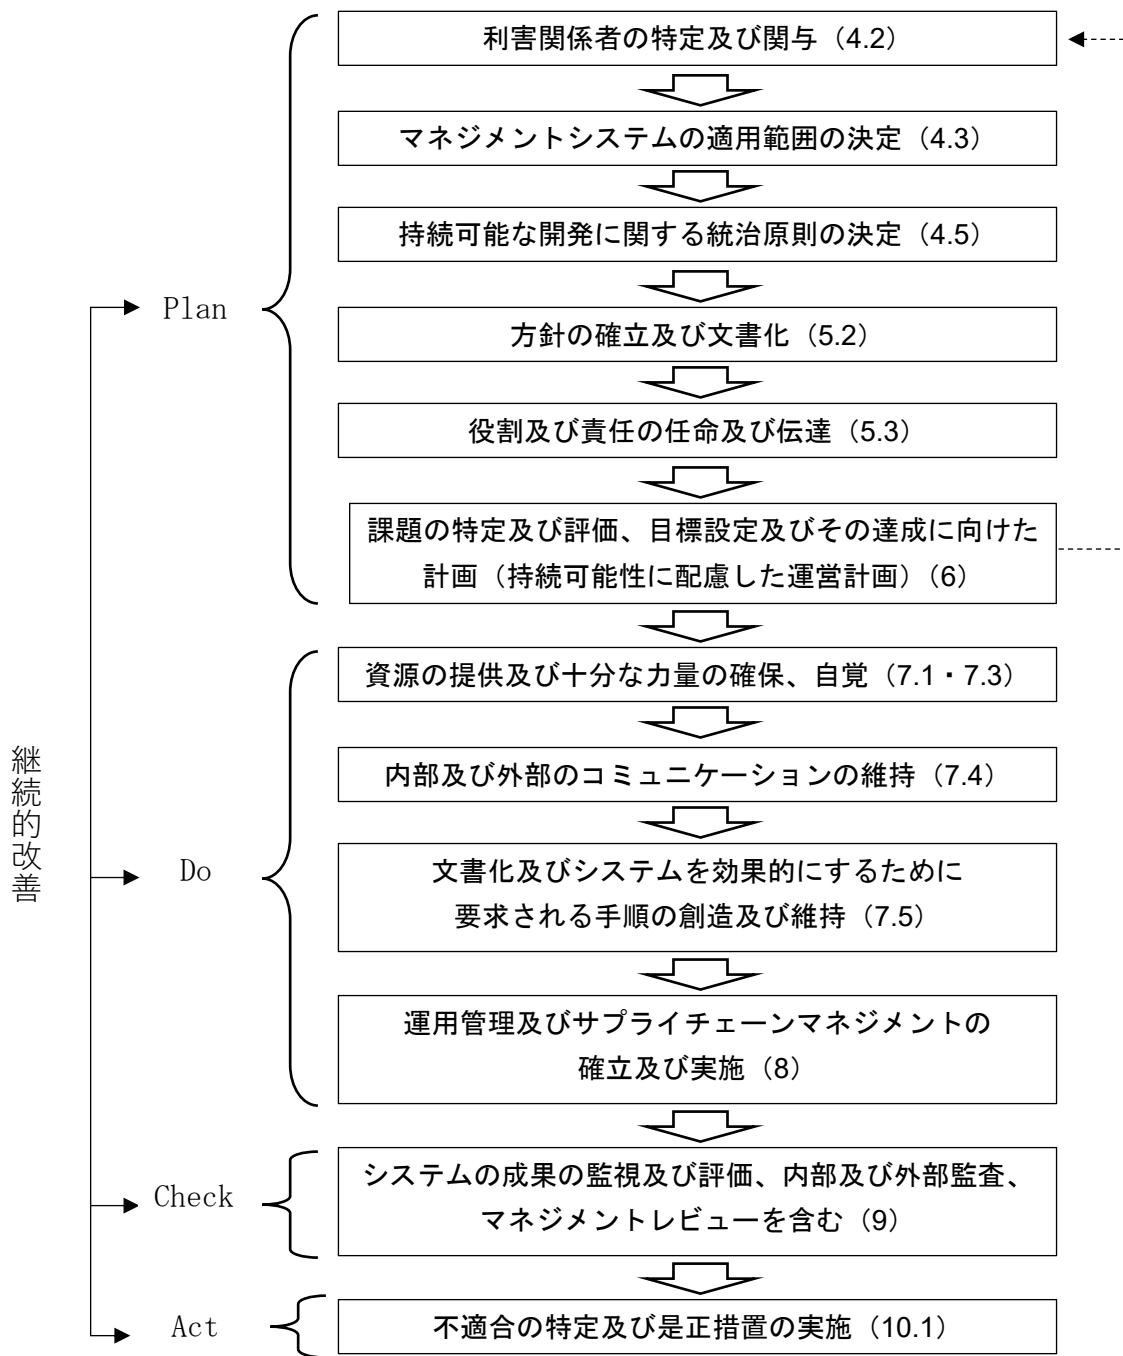 利害関係者の特定及び関与（4.2）
マネジメントシステムの適用範囲の決定（4.3）
持続可能な開発に関する統治原則の決定（4.5）
Plan
方針の確立及び文書化（5.2）
役割及び責任の任命及び伝達（5.3）
課題の特定及び評価、目標設定及びその達成に向けた
計画（持続可能性に配慮した運営計画）（6）
資源の提供及び十分な力量の確保、自覚（7.1・7.3）
継続的改善
内部及び外部のコミュニケーションの維持（7.4）
Do
文書化及びシステムを効果的にするために
要求される手順の創造及び維持（7.5）
運用管理及びサプライチェーンマネジメントの
確立及び実施（8）
Check
システムの成果の監視及び評価、内部及び外部監査、
マネジメントレビューを含む（9）
Act
不適合の特定及び是正措置の実施（10.1）